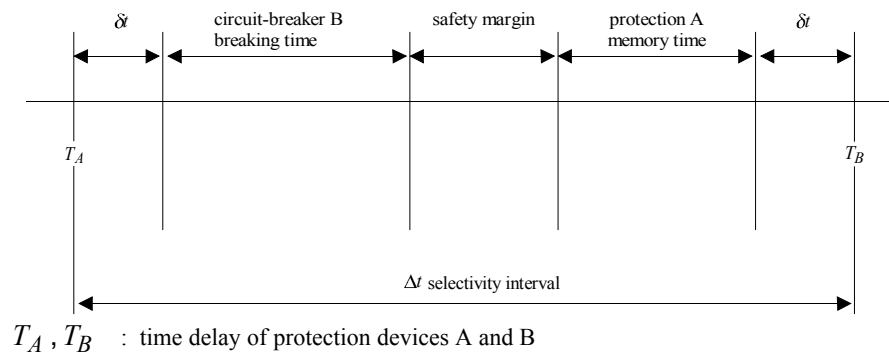 δt
circuit-breaker B
breaking time
safety margin
protection A
memory time
δt
T_A
T_B
Δt selectivity interval
T_A , T_B : time delay of protection devices A and B